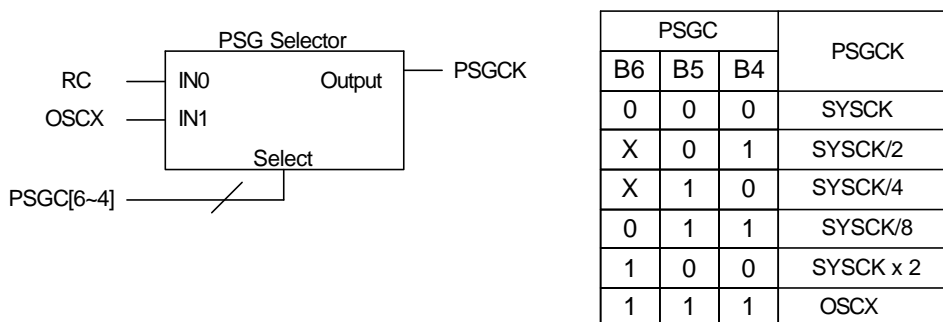 PSG Selector
RC IN0 Output PSGCK
OSCX IN1
Select
PSGC[6~4]
PSGC PSGCK
B6 B5 B4
0 0 0 SYSCK
X 0 1 SYSCK/2
X 1 0 SYSCK/4
0 1 1 SYSCK/8
1 0 0 SYSCK x 2
1 1 1 OSCX